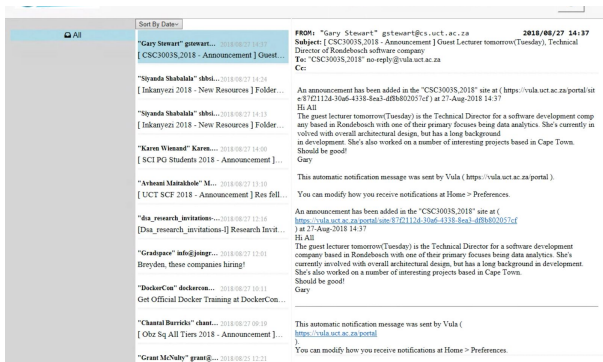 Sort By Date
All
"Gary Stewart" gstewart... 2018/08/27 14:37
[ CSC3003S,2018 - Announcement ] Guest...
"Siyanda Shabalala" shbsi... 2018/08/27 14:24
[ Inkanyezi 2018 - New Resources ] Folder...
"Siyanda Shabalala" shbsi... 2018/08/27 14:13
[ Inkanyezi 2018 - New Resources ] Folder...
"Karen Wienand" Karen.... 2018/08/27 14:00
[ SCI PG Students 2018 - Announcement ]...
"Avheani Maitakhole" M... 2018/08/27 13:10
[ UCT SCF 2018 - Announcement ] Res fell...
"dsa_research_invitations-... 2018/08/27 12:16
[Dsa_research_invitations-I] Research Invit...
"Gradspace" info@joingr... 2018/08/27 12:01
Breyden, these companies hiring!
"DockerCon" dockercon... 2018/08/27 10:11
Get Official Docker Training at DockerCon...
"Chantal Burricks" chant... 2018/08/27 09:18
[ Obz Sq All Tiers 2018 - Announcement ]...
"Grant McNulty" grant@... 2018/08/25 12:21
FROM: "Gary Stewart" gstewart@cs.uct.ac.za 2018/08/27 14:37
Subject: [ CSC3003S,2018 - Announcement ] Guest Lecturer tomorrow(Tuesday), Technical
Director of Rondebosch software company
To: "CSC3003S,2018" no-reply@vula.uct.ac.za
Cc:
An announcement has been added in the "CSC3003S,2018" site at ( https://vula.uct.ac.za/portal/sit
e/87f2112d-30a6-4338-8ea3-dff8b802057cf ) at 27-Aug-2018 14:37
Hi All
The guest lecturer tomorrow(Tuesday) is the Technical Director for a software development comp
any based in Rondebosch with one of their primary focuses being data analytics. She's currently in
volved with overall architectural design, but has a long background
in development. She's also worked on a number of interesting projects based in Cape Town.
Should be good!
Gary
This automatic notification message was sent by Vula ( https://vula.uct.ac.za/portal ).
You can modify how you receive notifications at Home > Preferences.
An announcement has been added in the "CSC3003S,2018" site at (
https://vula.uct.ac.za/portal/site/87f2112d-30a6-4338-8ea3-dff8b802057cf
) at 27-Aug-2018 14:37
Hi All
The guest lecturer tomorrow(Tuesday) is the Technical Director for a software development
company based in Rondebosch with one of their primary focuses being data analytics. She's
currently involved with overall architectural design, but has a long background in development.
She's also worked on a number of interesting projects based in Cape Town.
Should be good!
Gary
This automatic notification message was sent by Vula (
https://vula.uct.ac.za/portal
).
You can modify how you receive notifications at Home > Preferences.